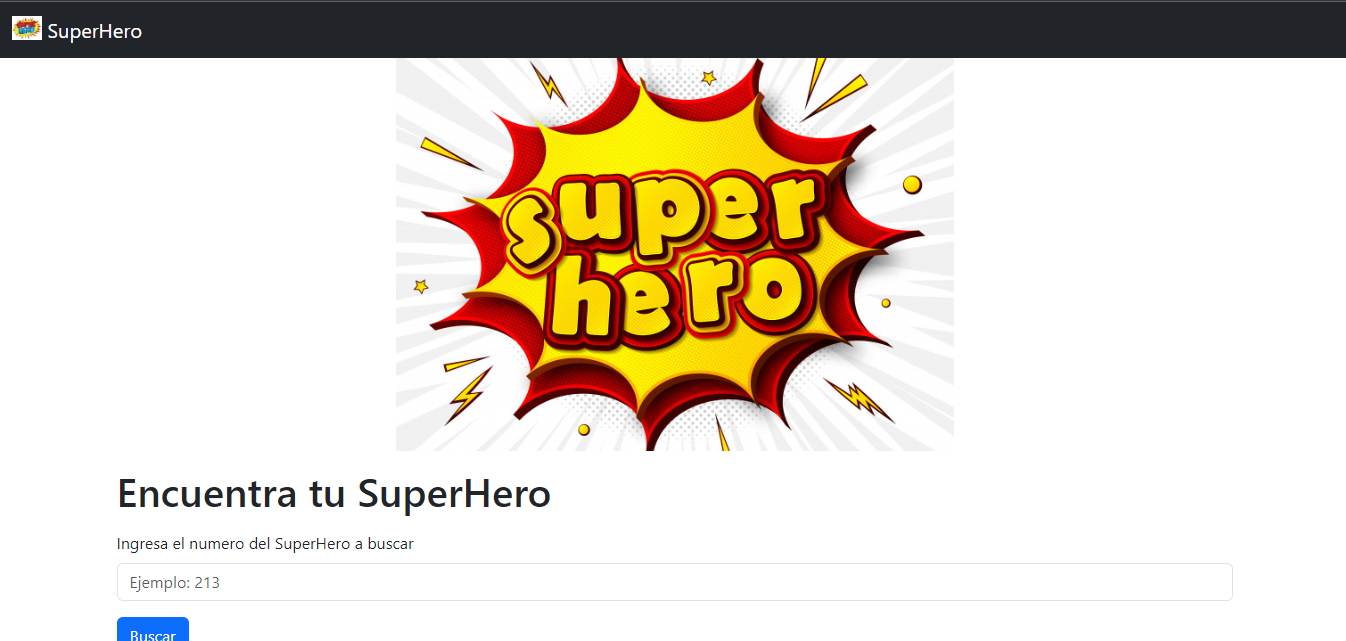 SuperHero
super
hero
Encuentra tu SuperHero
Ingresa el numero del SuperHero a buscar
Ejemplo: 213
Buscar